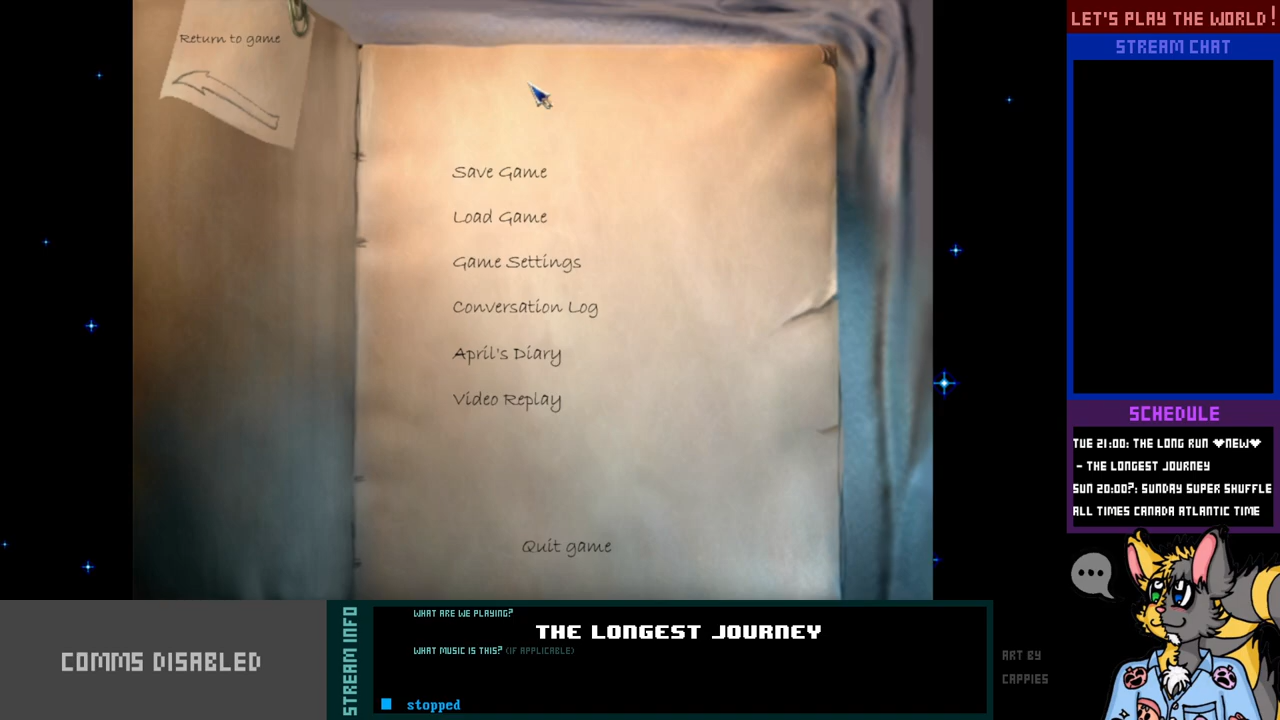 Return to game
Save Game
Load Game
Game Settings
Conversation Log
April's Diary
Video Replay
Quit game
LET'S PLAY THE WORLD!
STREAM CHAT
SCHEDULE
TUE 21:00: THE LONG RUN ♥NEW♥
- THE LONGEST JOURNEY
SUN 20:00?: SUNDAY SUPER SHUFFLE
ALL TIMES CANADA ATLANTIC TIME
COMMS DISABLED
STREAM INFO
WHAT ARE WE PLAYING?
THE LONGEST JOURNEY
WHAT MUSIC IS THIS? (IF APPLICABLE)
stopped
ART BY
CAPPIES